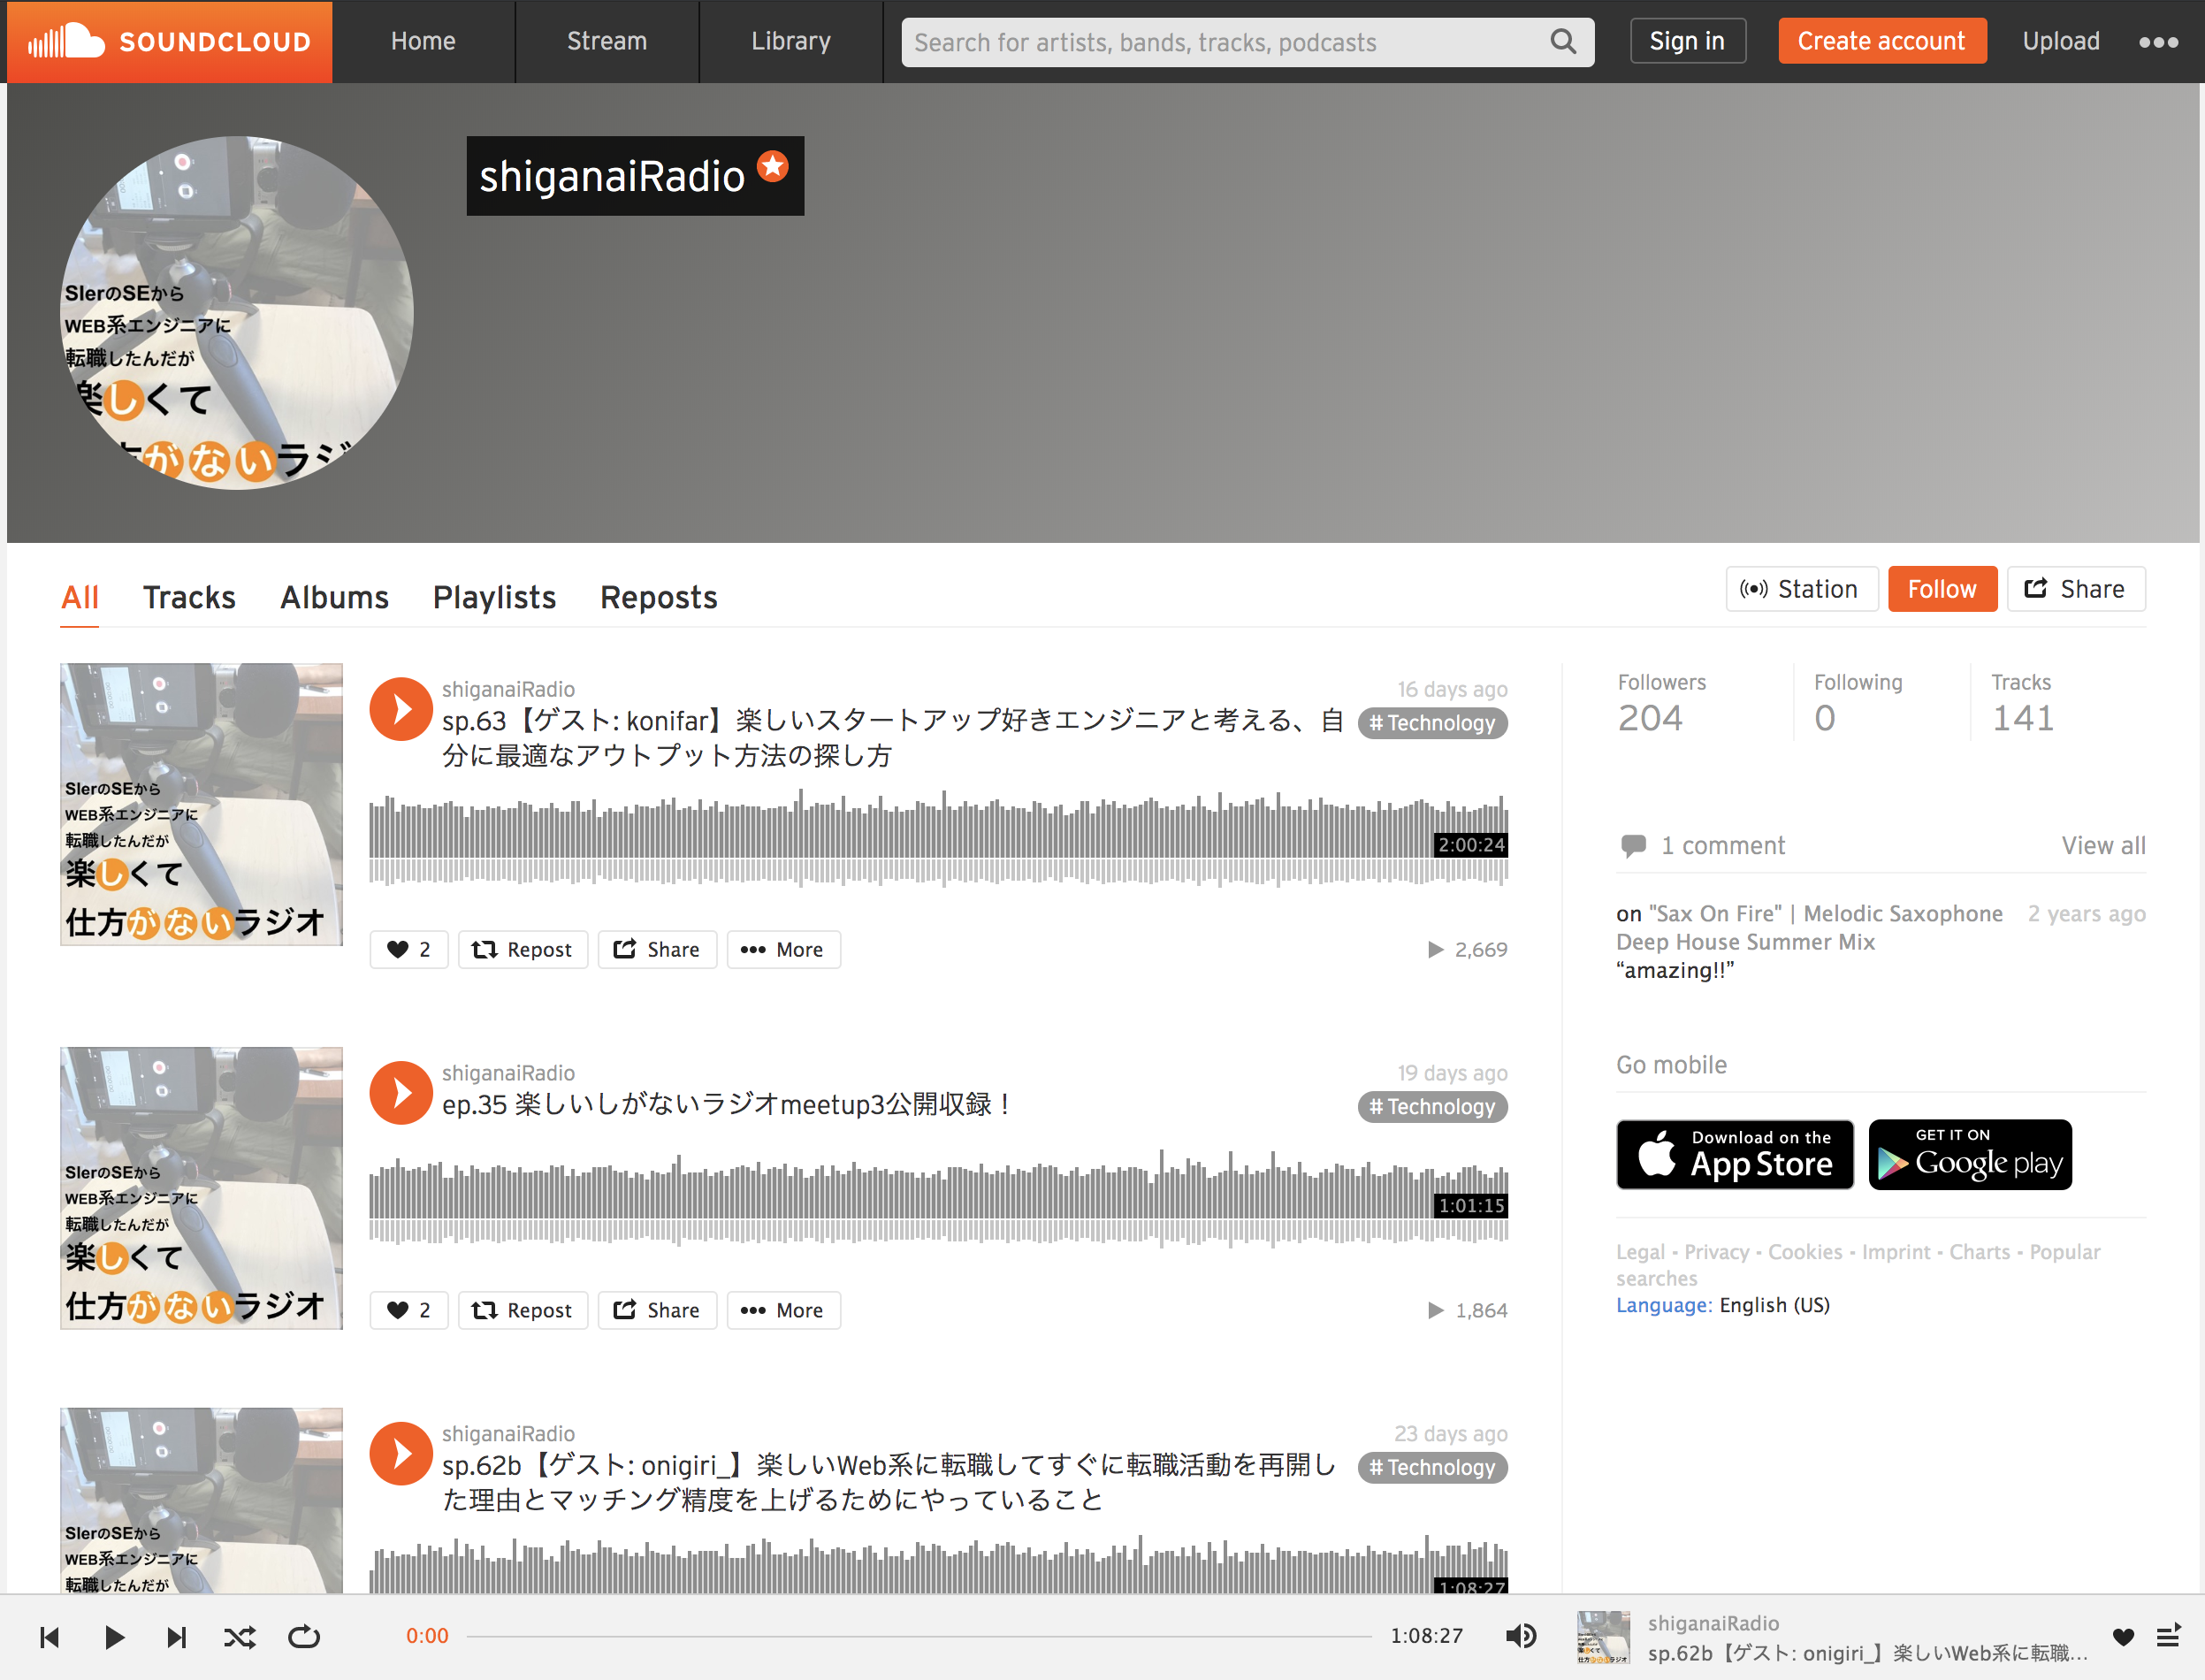 SOUNDCLOUD
Home
Stream
Library
Search for artists, bands, tracks, podcasts
Sign in
Create account
Upload
shiganaiRadio
SIerのSEから
WEB系エンジニアに
転職したんだが
楽しくて
仕方がないラジ
All
Tracks
Albums
Playlists
Reposts
Station
Follow
Share
SIerのSEから
WEB系エンジニアに
転職したんだが
楽しくて
仕方がないラジオ
shiganaiRadio
16 days ago
sp.63【ゲスト: konifar】楽しいスタートアップ好きエンジニアと考える、自
分に最適なアウトプット方法の探し方
# Technology
2:00:24
2
Repost
Share
More
2,669
SIerのSEから
WEB系エンジニアに
転職したんだが
楽しくて
仕方がないラジオ
shiganaiRadio
19 days ago
ep.35 楽しいしがないラジオmeetup3公開収録！
# Technology
1:01:15
2
Repost
Share
More
1,864
SIerのSEから
WEB系エンジニアに
転職したんだが
shiganaiRadio
23 days ago
sp.62b【ゲスト: onigiri_】楽しいWeb系に転職してすぐに転職活動を再開し
た理由とマッチング精度を上げるためにやっていること
# Technology
1:08:27
Followers
204
Following
0
Tracks
141
1 comment
View all
on "Sax On Fire" | Melodic Saxophone
Deep House Summer Mix
2 years ago
“amazing!!”
Go mobile
Download on the
App Store
GET IT ON
Google play
Legal - Privacy - Cookies - Imprint - Charts - Popular
searches
Language: English (US)
0:00
1:08:27
shiganaiRadio
sp.62b【ゲスト: onigiri_】楽しいWeb系に転職...